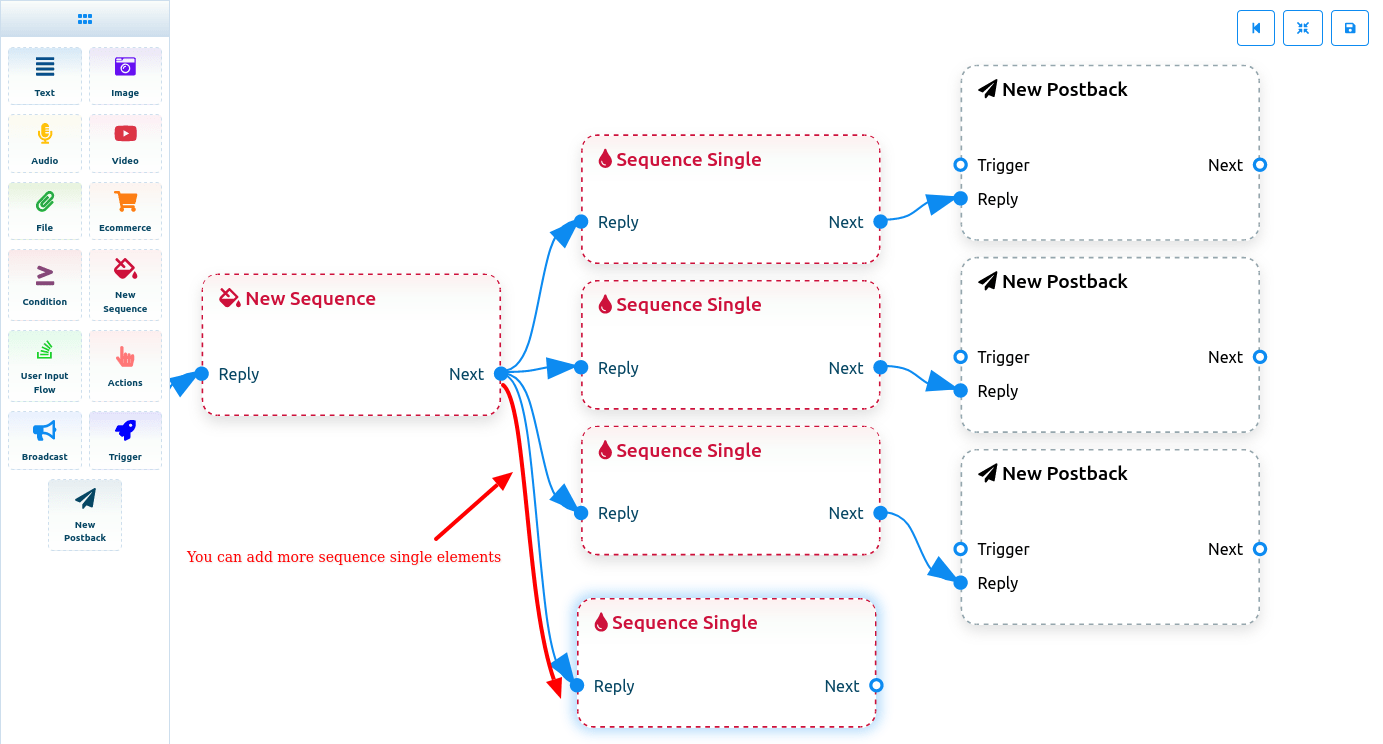 Text
Image
Audio
Video
File
Ecommerce
Condition
New
Sequence
User Input
Flow
Actions
Broadcast
Trigger
New
Postback
New Sequence
Reply
Next
You can add more sequence single elements
Sequence Single
Reply
Next
Sequence Single
Reply
Next
Sequence Single
Reply
Next
Sequence Single
Reply
Next
New Postback
Trigger
Next
Reply
New Postback
Trigger
Next
Reply
New Postback
Trigger
Next
Reply